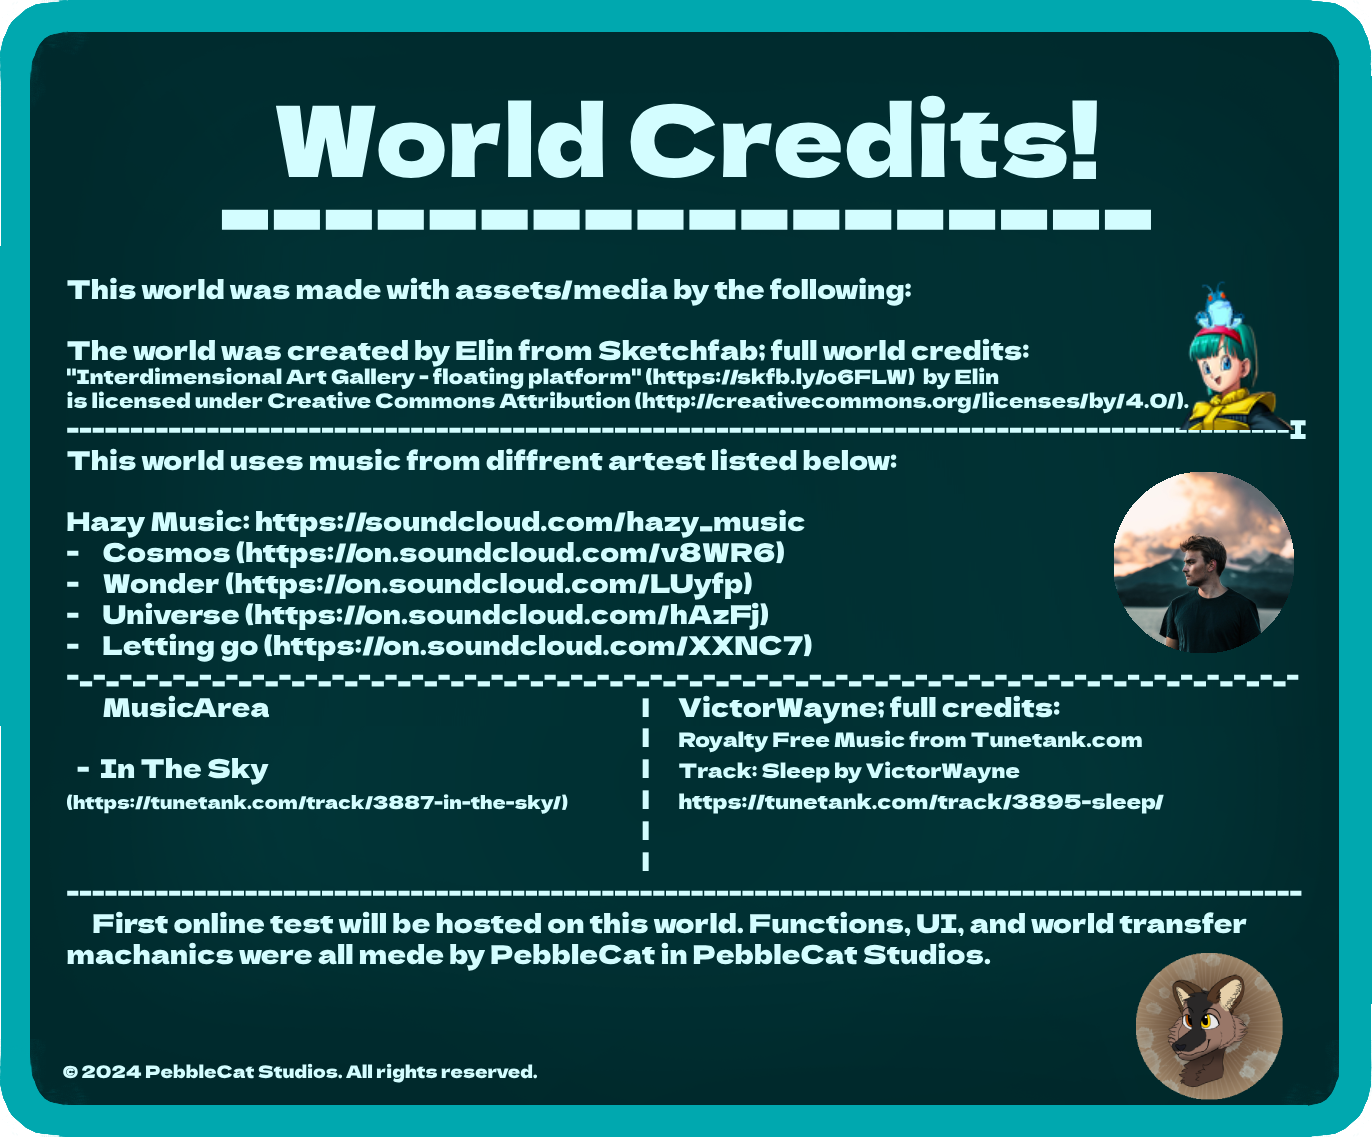 World Credits!
------------------
This world was made with assets/media by the following:
The world was created by Elin from Sketchfab; full world credits:
"Interdimensional Art Gallery - floating platform" (https://skfb.ly/o6FLW)  by Elin
is licensed under Creative Commons Attribution (http://creativecommons.org/licenses/by/4.0/).
-------------------------------------------------------------------------------------------------I
This world uses music from diffrent artest listed below:
Hazy Music: https://soundcloud.com/hazy_music
- Cosmos (https://on.soundcloud.com/v8WR6)
- Wonder (https://on.soundcloud.com/LUyfp)
- Universe (https://on.soundcloud.com/hAzFj)
- Letting go (https://on.soundcloud.com/XXNC7)
-_-_-_-_-_-_-_-_-_-_-_-_-_-_-_-_-_-_-_-_-_-_-_-_-_-_-_-_-_-_-_-_-_-_-_-_-_-_-_-_-_-_-_-_-_-_-
MusicArea
- In The Sky
(https://tunetank.com/track/3887-in-the-sky/)
I
I
I
I
I
I
VictorWayne; full credits:
Royalty Free Music from Tunetank.com
Track: Sleep by VictorWayne
https://tunetank.com/track/3895-sleep/
-------------------------------------------------------------------------------------------------
First online test will be hosted on this world. Functions, UI, and world transfer
machanics were all mede by PebbleCat in PebbleCat Studios.
© 2024 PebbleCat Studios. All rights reserved.